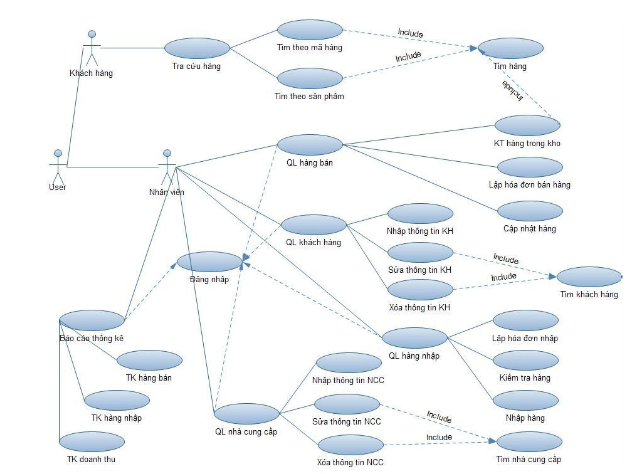 Include
Khách hàng
Tra cứu hàng
Tìm theo mã hàng
Tìm hàng
Include
Tìm theo sản phẩm
Include
KT hàng trong kho
QL hàng bán
User
Nhân viên
Lập hóa đơn bán hàng
Nhập thông tin KH
Cập nhật hàng
QL khách hàng
Sửa thông tin KH
Include
Đăng nhập
Include
Tìm khách hàng
Xóa thông tin KH
Báo cáo thống kê
QL hàng nhập
Lập hóa đơn nhập
TK hàng bán
Nhập thông tin NCC
Kiểm tra hàng
TK hàng nhập
QL nhà cung cấp
Sửa thông tin NCC
Include
Nhập hàng
Include
TK doanh thu
Xóa thông tin NCC
Tìm nhà cung cấp